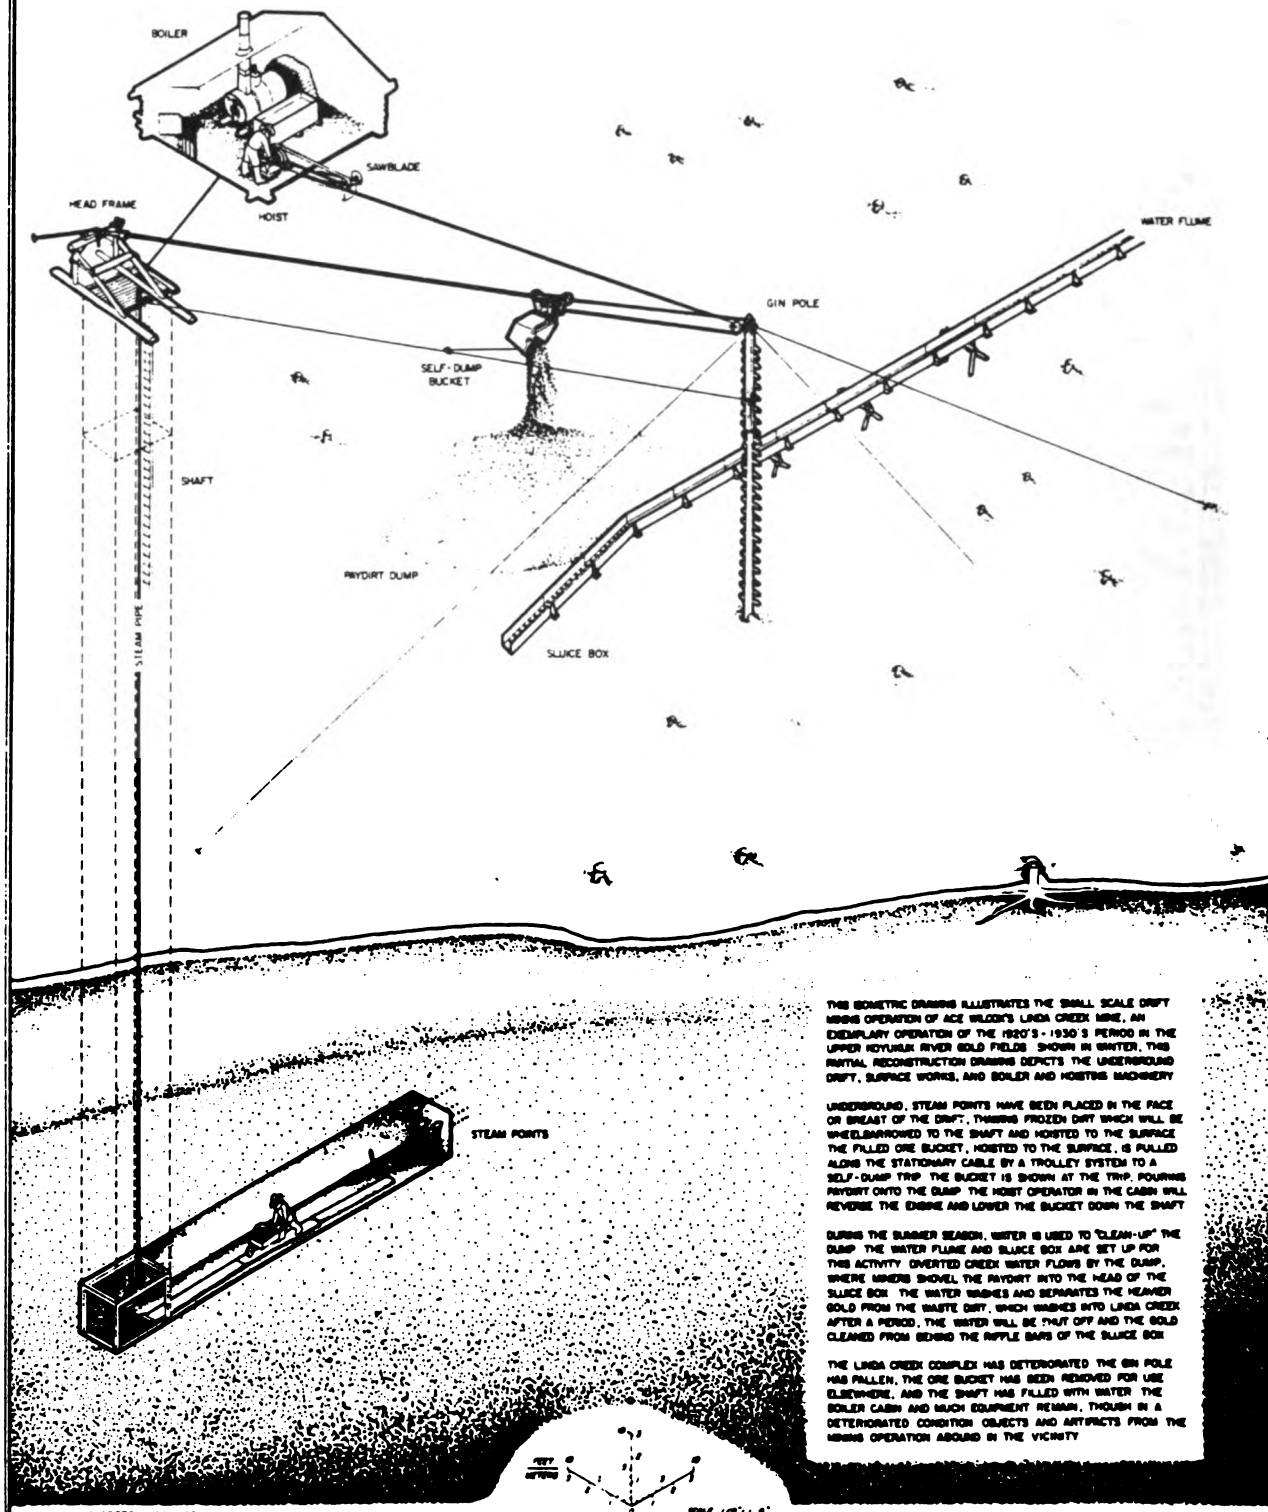 BOILER
SAWBLADE
HEAD FRAME
HOIST
WATER FLUME
GIN POLE
SELF-DUMP
BUCKET
SHAFT
PAYDIRT DUMP
STEAM PIPE
SLUICE BOX
STEAM POINTS
THIS ISOMETRIC DRAWING ILLUSTRATES THE SMALL SCALE DRIFT
MINING OPERATION OF ACE WILCOX'S LINDA CREEK MINE, AN
EXEMPLARY OPERATION OF THE 1920'S - 1930'S PERIOD IN THE
UPPER KOYUKUK RIVER GOLD FIELDS SHOWN IN WINTER, THIS
PARTIAL RECONSTRUCTION DRAWING DEPICTS THE UNDERGROUND
DRIFT, SURFACE WORKS, AND BOILER AND HOISTING MACHINERY
UNDERGROUND, STEAM POINTS HAVE BEEN PLACED IN THE FACE
OR BREAST OF THE DRIFT, THAWING FROZEN DIRT WHICH WILL BE
WHEELBARROWED TO THE SHAFT AND HOISTED TO THE SURFACE
THE FILLED ORE BUCKET, HOISTED TO THE SURFACE, IS PULLED
ALONG THE STATIONARY CABLE BY A TROLLEY SYSTEM TO A
SELF-DUMP TRIP THE BUCKET IS SHOWN AT THE TRIP, POURING
PAYDIRT ONTO THE DUMP THE HOIST OPERATOR IN THE CABIN WILL
REVERSE THE ENGINE AND LOWER THE BUCKET DOWN THE SHAFT
DURING THE SUMMER SEASON, WATER IS USED TO "CLEAN-UP" THE
DUMP THE WATER FLUME AND SLUICE BOX ARE SET UP FOR
THIS ACTIVITY DIVERTED CREEK WATER FLOWS BY THE DUMP,
WHERE MINERS SHOVEL THE PAYDIRT INTO THE HEAD OF THE
SLUICE BOX THE WATER WASHES AND SEPARATES THE HEAVIER
GOLD FROM THE WASTE DIRT, WHICH WASHES INTO LINDA CREEK
AFTER A PERIOD, THE WATER WILL BE SHUT OFF AND THE GOLD
CLEANED FROM BEHIND THE RIFFLE BARS OF THE SLUICE BOX
THE LINDA CREEK COMPLEX HAS DETERIORATED THE GIN POLE
HAS FALLEN, THE ORE BUCKET HAS BEEN REMOVED FOR USE
ELSEWHERE, AND THE SHAFT HAS FILLED WITH WATER THE
BOILER CABIN AND MUCH EQUIPMENT REMAIN, THOUGH IN A
DETERIORATED CONDITION OBJECTS AND ARTIFACTS FROM THE
MINING OPERATION ABOUND IN THE VICINITY
FEET
METERS
SCALE